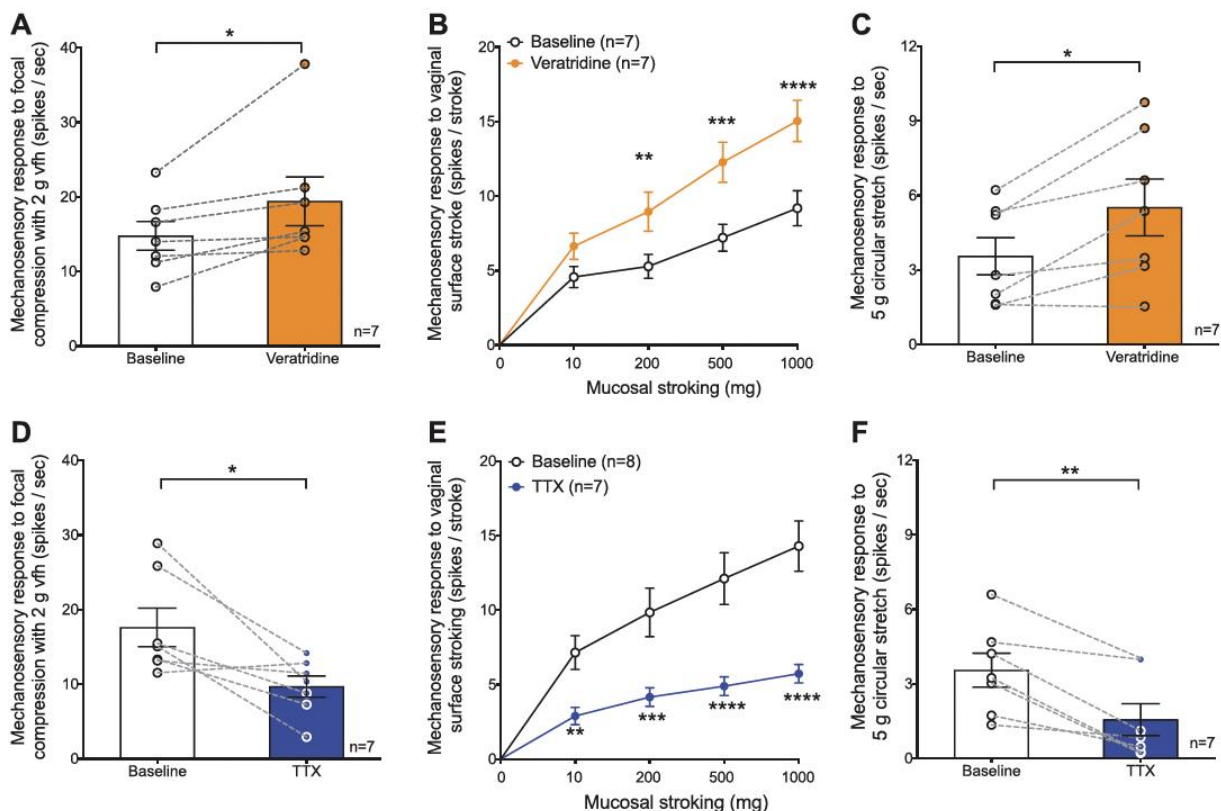 A
Mechanosensory response to focal
compression with 2 g vfh (spikes / sec)
40
30
20
10
0
*
Baseline
Veratridine
n=7
B
Mechanosensory response to vaginal
surface stroke (spikes / stroke)
20
15
10
5
0
Baseline (n=7)
Veratridine (n=7)
**
***
****
0
10
200
500
1000
Mucosal stroking (mg)
C
Mechanosensory response to
5 g circular stretch (spikes / sec)
12
9
6
3
0
*
Baseline
Veratridine
n=7
D
Mechanosensory response to focal
compression with 2 g vfh (spikes / sec)
40
30
20
10
0
*
Baseline
TTX
n=7
E
Mechanosensory response to vaginal
surface stroking (spikes / stroke)
20
15
10
5
0
Baseline (n=8)
TTX (n=7)
**
***
****
****
0
10
200
500
1000
Mucosal stroking (mg)
F
Mechanosensory response to
5 g circular stretch (spikes / sec)
12
9
6
3
0
**
Baseline
TTX
n=7